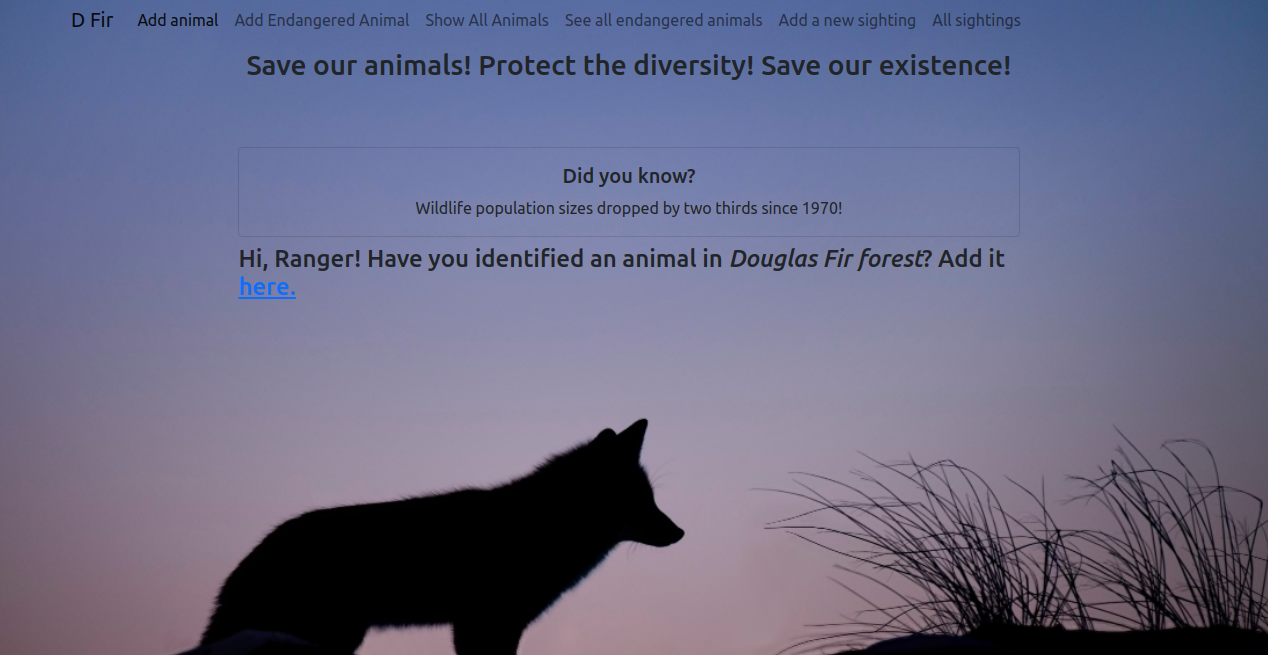 D Fir Add animal Add Endangered Animal Show All Animals See all endangered animals Add a new sighting All sightings
Save our animals! Protect the diversity! Save our existence!
Did you know?
Wildlife population sizes dropped by two thirds since 1970!
Hi, Ranger! Have you identified an animal in Douglas Fir forest? Add it
here.